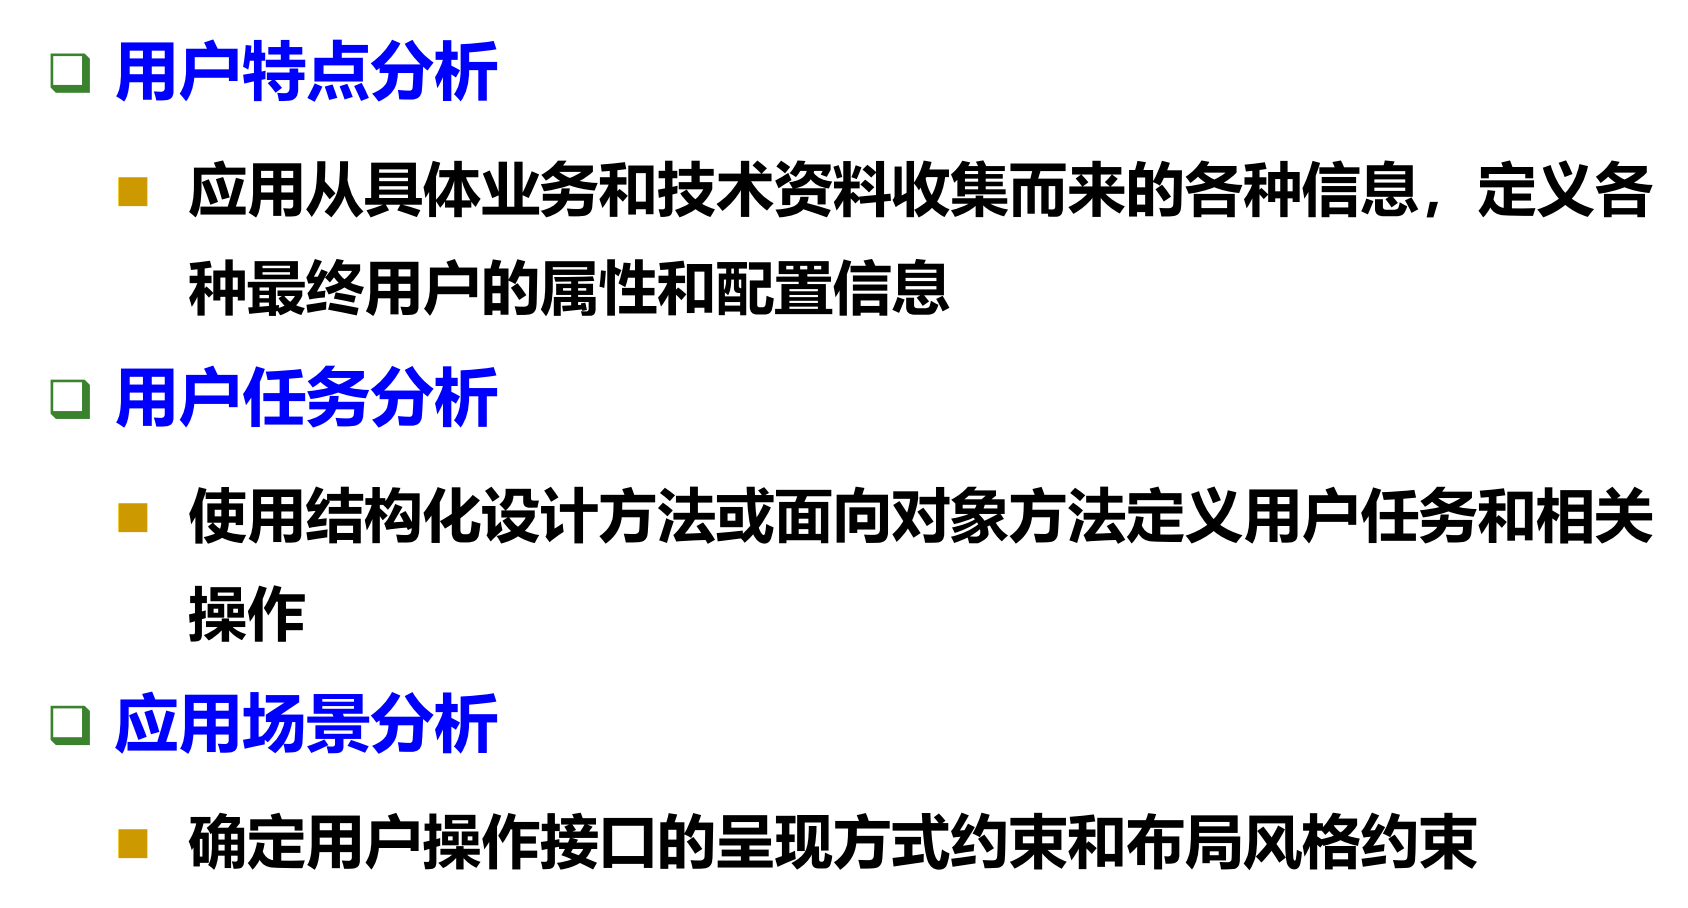 用户特点分析
应用从具体业务和技术资料收集而来的各种信息，定义各
种最终用户的属性和配置信息
用户任务分析
使用结构化设计方法或面向对象方法定义用户任务和相关
操作
应用场景分析
确定用户操作接口的呈现方式约束和布局风格约束